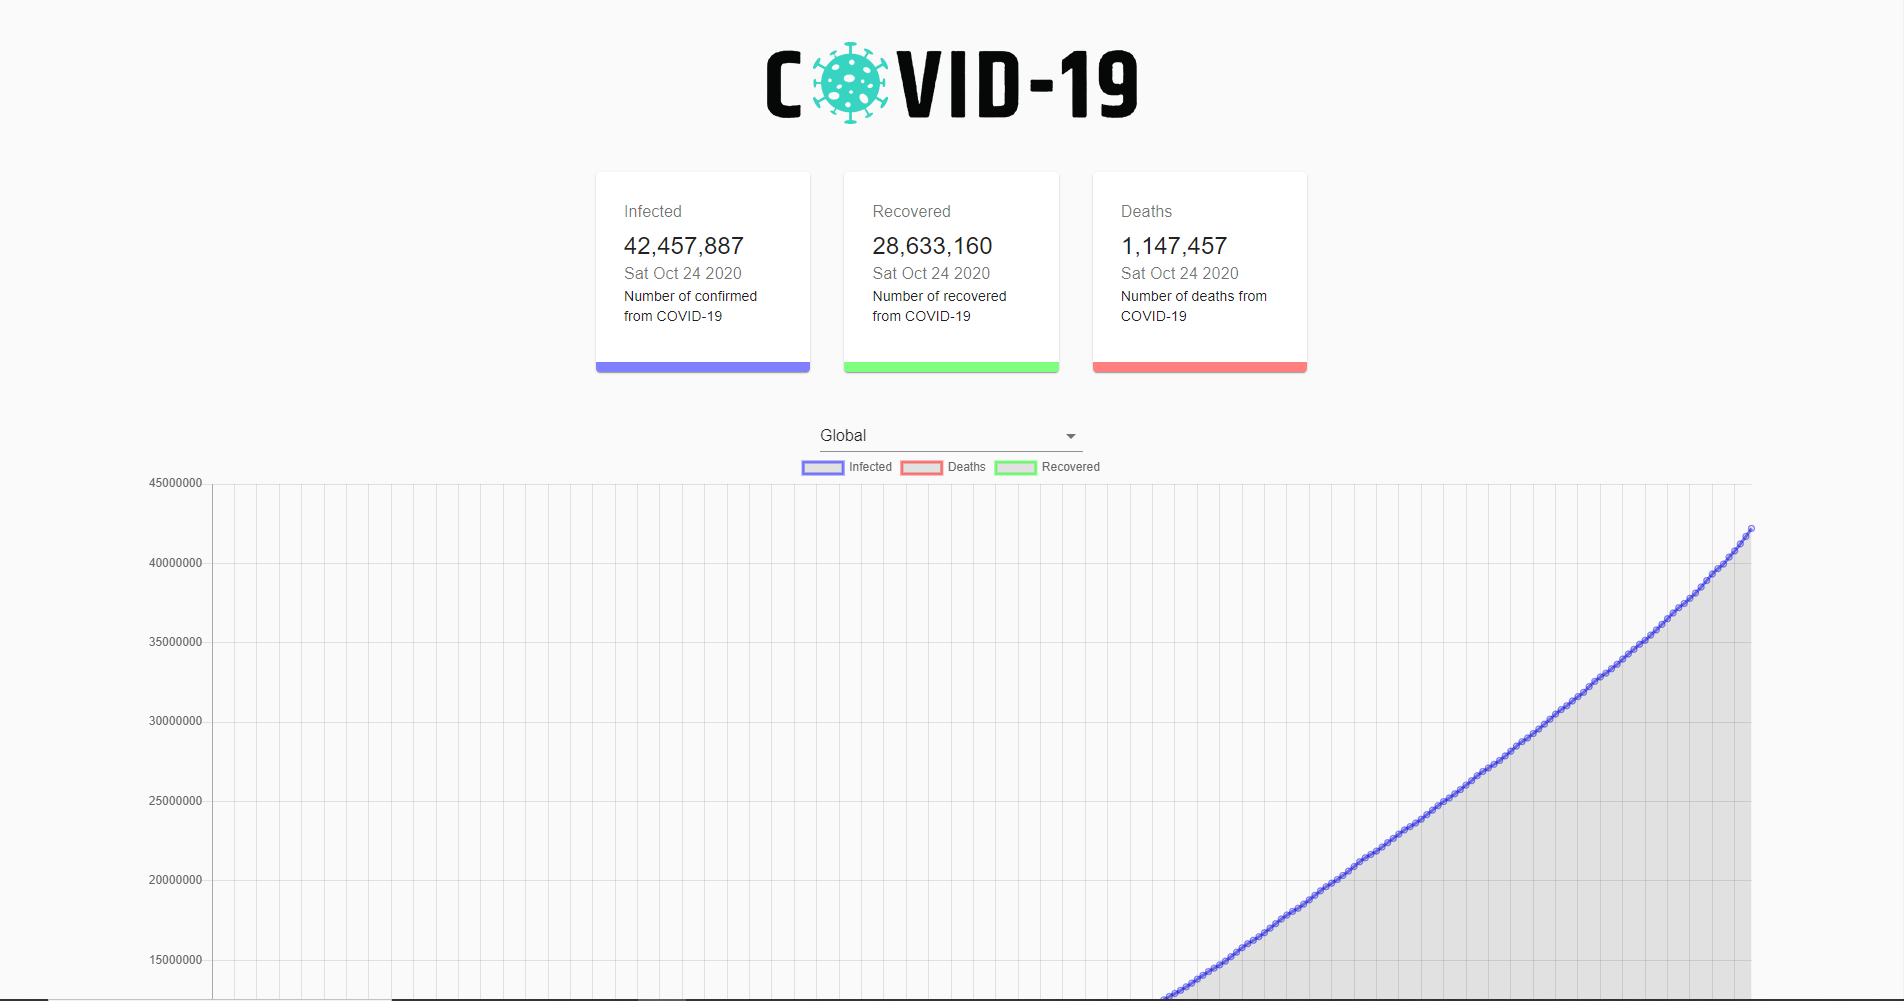 COVID-19
Infected
42,457,887
Sat Oct 24 2020
Number of confirmed
from COVID-19
Recovered
28,633,160
Sat Oct 24 2020
Number of recovered
from COVID-19
Deaths
1,147,457
Sat Oct 24 2020
Number of deaths from
COVID-19
Global
Infected Deaths Recovered
45000000
40000000
35000000
30000000
25000000
20000000
15000000